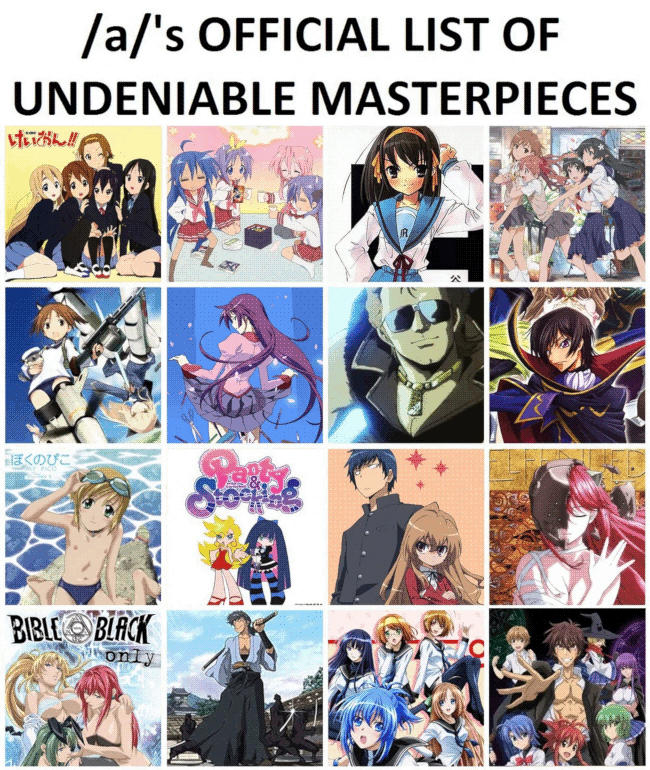 /a/'s OFFICIAL LIST OF
UNDENIABLE MASTERPIECES
けいおん!!
公
ぼくのぴこ
Panty
&
Stocking
BIBLE BLACK
only